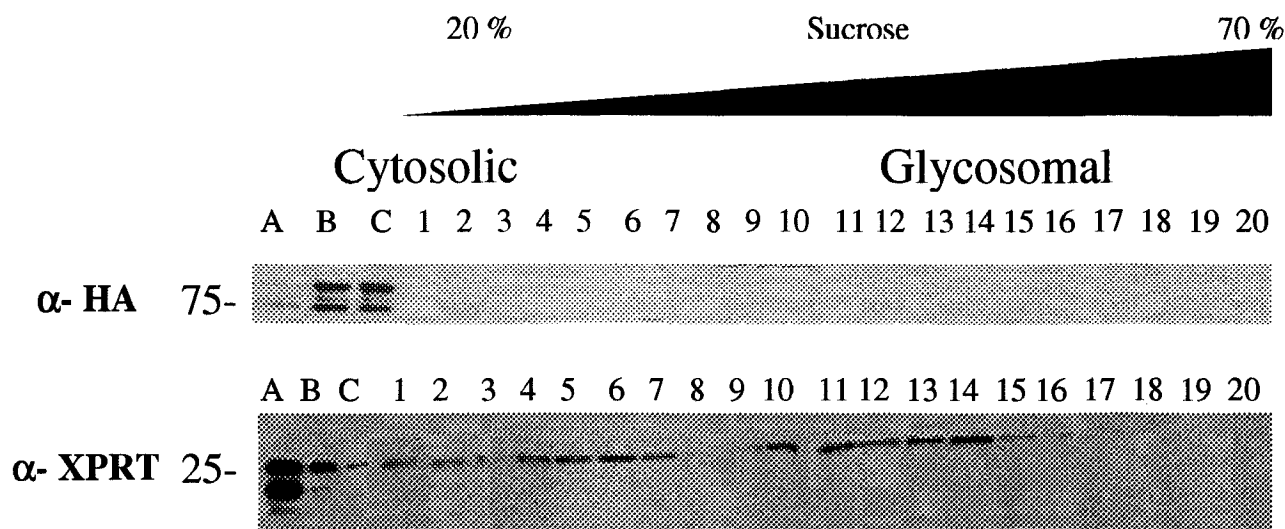 20 % Sucrose 70 %
Cytosolic Glycosomal
A B C 1 2 3 4 5 6 7 8 9 10 11 12 13 14 15 16 17 18 19 20
α- HA 75-
A B C 1 2 3 4 5 6 7 8 9 10 11 12 13 14 15 16 17 18 19 20
α- XPRT 25-